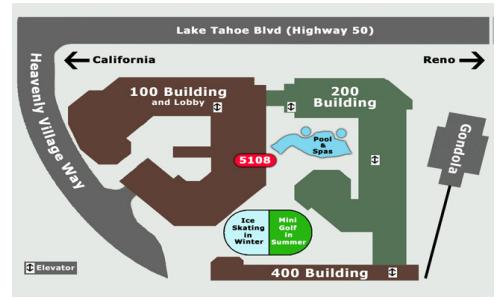 Lake Tahoe Blvd (Highway 50)
California
Reno
Heavenly Village Way
100 Building
and Lobby
200
Building
Gondola
Pool
&
Spas
5108
Ice
Skating
in
Winter
Mini
Golf
in
Summer
Elevator
400 Building